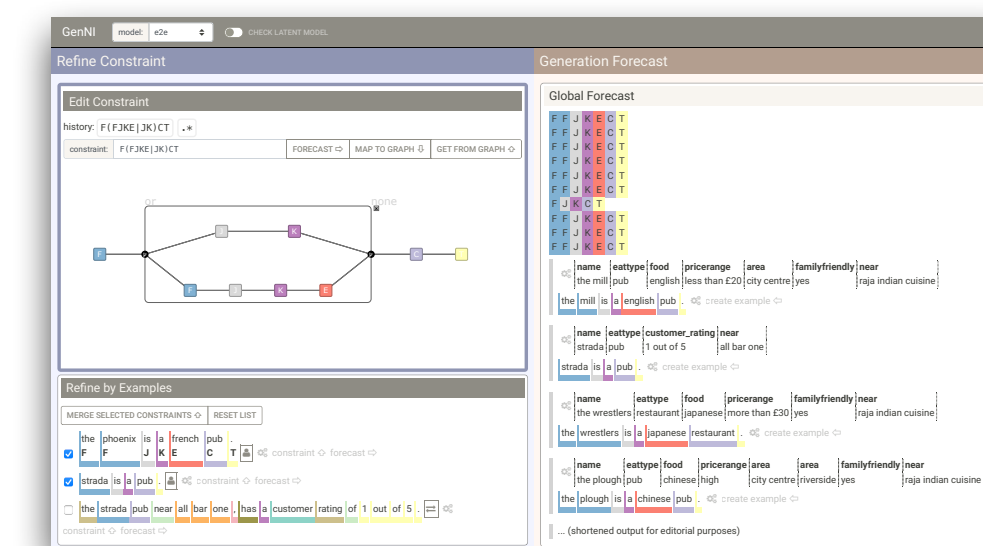 GenNI model: e2e CHECK LATENT MODEL
Refine Constraint
Edit Constraint
history: F(FJKE|JK)CT .*
constraint: F(FJKE|JK)CT FORECAST MAP TO GRAPH GET FROM GRAPH
or none
J K
F C
F J K E
Refine by Examples
MERGE SELECTED CONSTRAINTS RESET LIST
the phoenix is a french pub .
F F J K E C T constraint forecast
strada is a pub . constraint forecast
the strada pub near all bar one , has a customer rating of 1 out of 5 .
constraint forecast
Generation Forecast
Global Forecast
F F J K E C T
F F J K E C T
F F J K E C T
F F J K E C T
F F J K E C T
F F J K E C T
F J K C T
F F J K E C T
F F J K E C T
F F J K E C T
name eattype food pricerange area familyfriendly near
the mill pub english less than £20 city centre yes raja indian cuisine
the mill is a english pub . create example
name eattype customer_rating near
strada pub 1 out of 5 all bar one
strada is a pub . create example
name eattype food pricerange familyfriendly near
the wrestlers restaurant japanese more than £30 yes raja indian cuisine
the wrestlers is a japanese restaurant . create example
name eattype food pricerange area area familyfriendly near
the plough pub chinese high city centre riverside yes raja indian cuisine
the plough is a chinese pub . create example
... (shortened output for editorial purposes)